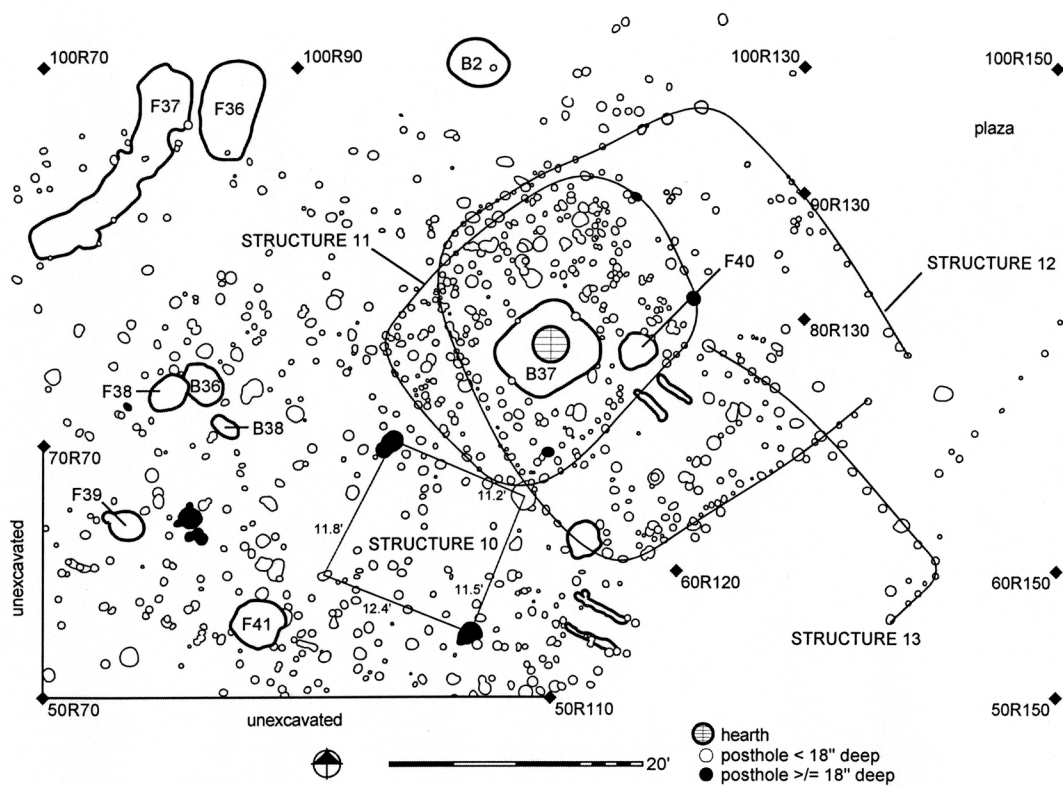 100R70
100R90
100R130
100R150
B2
F37
F36
plaza
90R130
STRUCTURE 11
F40
STRUCTURE 12
80R130
B37
B36
F38
B38
70R70
F39
11.2'
11.8'
STRUCTURE 10
11.5'
12.4'
60R120
60R150
F41
unexcavated
STRUCTURE 13
50R70
unexcavated
50R110
50R150
20'
hearth
posthole < 18" deep
posthole >/= 18" deep